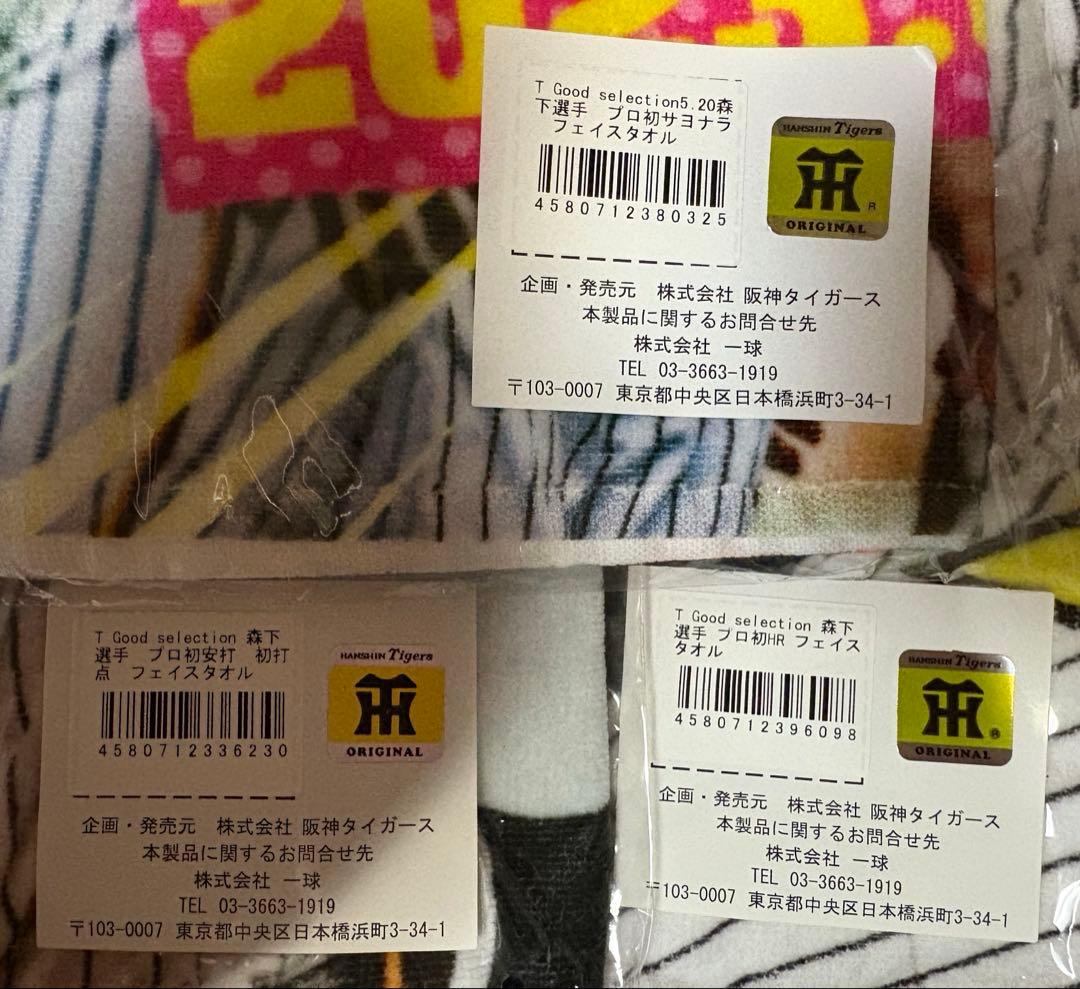 2023.
T Good selection5.20森
下選手 プロ初サヨナラ
フェイスタオル
4580712380325
HANSHIN Tigers
TH
R
ORIGINAL
企画・発売元 株式会社 阪神タイガース
本製品に関するお問合せ先
株式会社 一球
TEL 03-3663-1919
〒103-0007 東京都中央区日本橋浜町3-34-1
T Good selection 森下
選手 プロ初安打 初打
点 フェイスタオル
4580712336230
HANSHIN Tigers
TH
ORIGINAL
企画・発売元 株式会社 阪神タイガース
本製品に関するお問合せ先
株式会社 一球
TEL 03-3663-1919
〒103-0007 東京都中央区日本橋浜町3-34-1
T Good selection 森下
選手 プロ初HR フェイス
タオル
4580712396098
HANSHIN Tigers
TH
®
ORIGINAL
企画・発売元 株式会社 阪神タイガース
本製品に関するお問合せ先
株式会社 一球
TEL 03-3663-1919
〒103-0007 東京都中央区日本橋浜町3-34-1